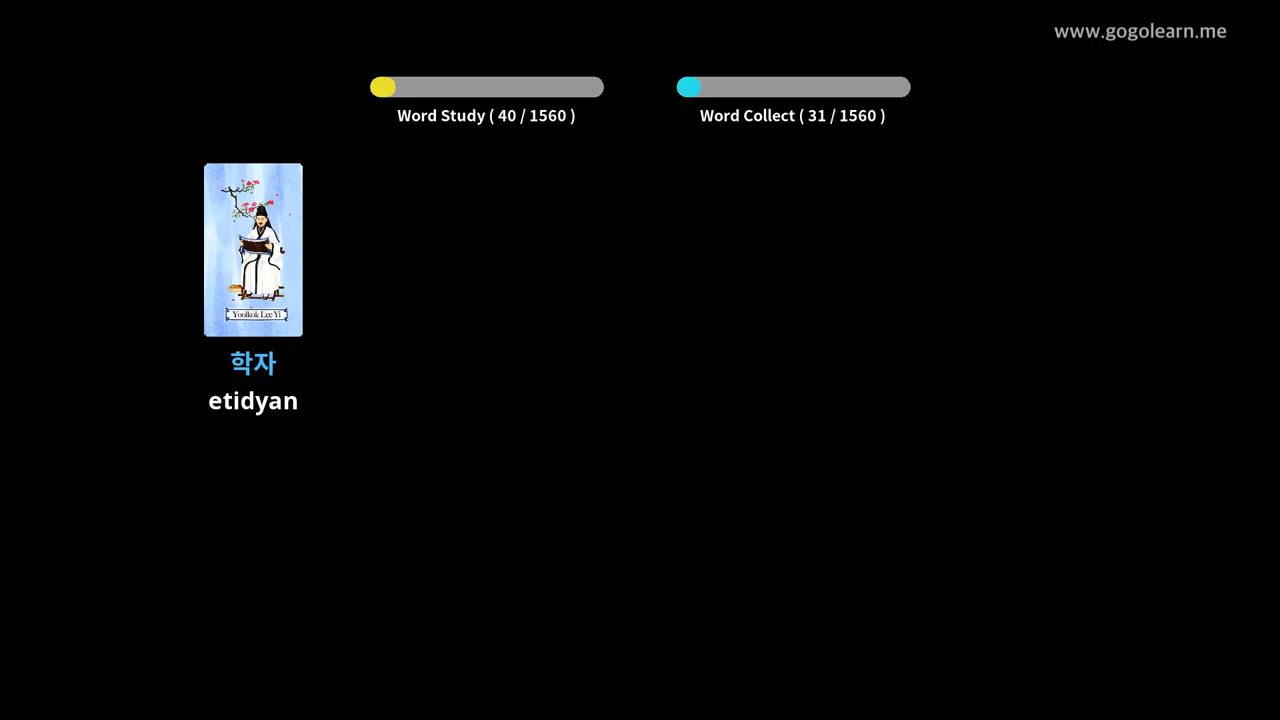 www.gogolearn.me
Word Study ( 40 / 1560 )
Word Collect ( 31 / 1560 )
Yoolkok Lee Yi
학자
etidyan